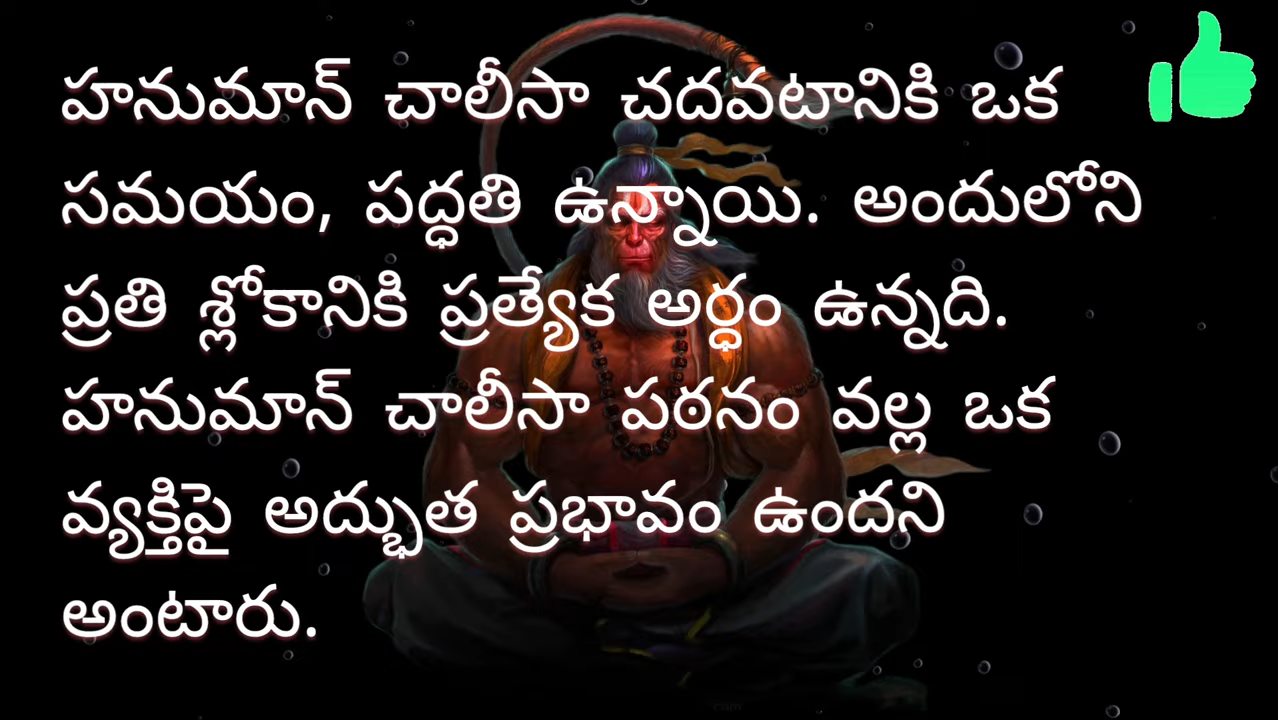 హనుమాన్ చాలీసా చదవటానికి ఒక
సమయం, పద్ధతి ఉన్నాయి. అందులోని
ప్రతి శ్లోకానికి ప్రత్యేక అర్ధం ఉన్నది.
హనుమాన్ చాలీసా పఠనం వల్ల ఒక
వ్యక్తిపై అద్భుత ప్రభావం ఉందని
అంటారు.